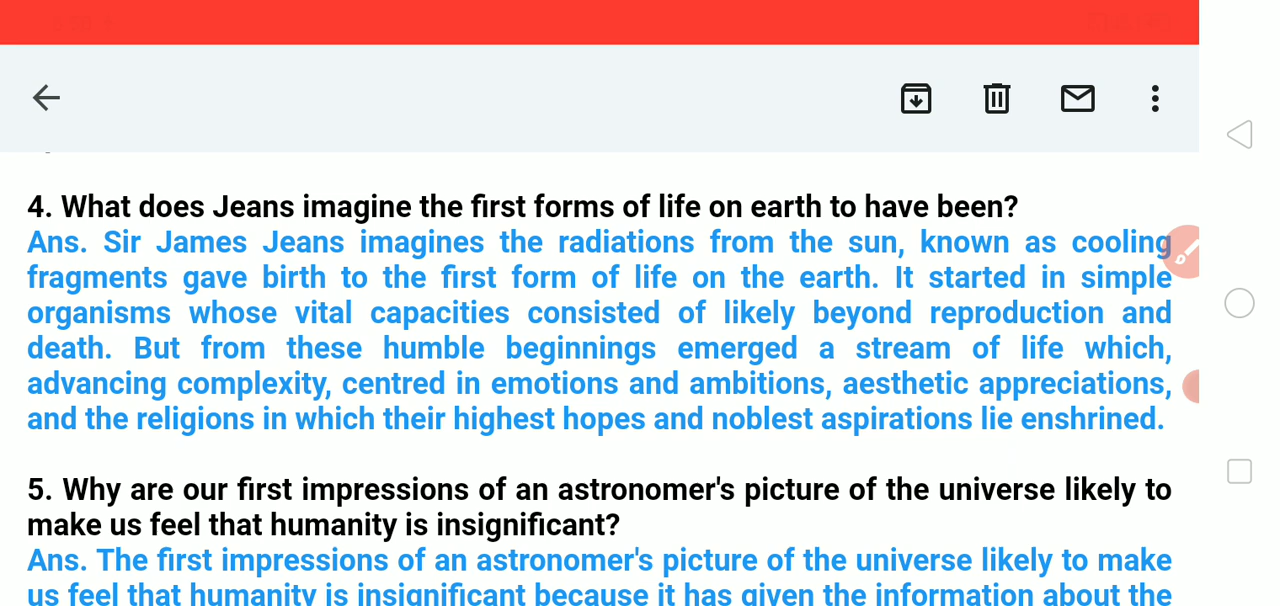 4. What does Jeans imagine the first forms of life on earth to have been?
Ans. Sir James Jeans imagines the radiations from the sun, known as cooling
fragments gave birth to the first form of life on the earth. It started in simple
organisms whose vital capacities consisted of likely beyond reproduction and
death. But from these humble beginnings emerged a stream of life which,
advancing complexity, centred in emotions and ambitions, aesthetic appreciations,
and the religions in which their highest hopes and noblest aspirations lie enshrined.
5. Why are our first impressions of an astronomer's picture of the universe likely to
make us feel that humanity is insignificant?
Ans. The first impressions of an astronomer's picture of the universe likely to make
us feel that humanity is insignificant because it has given the information about the